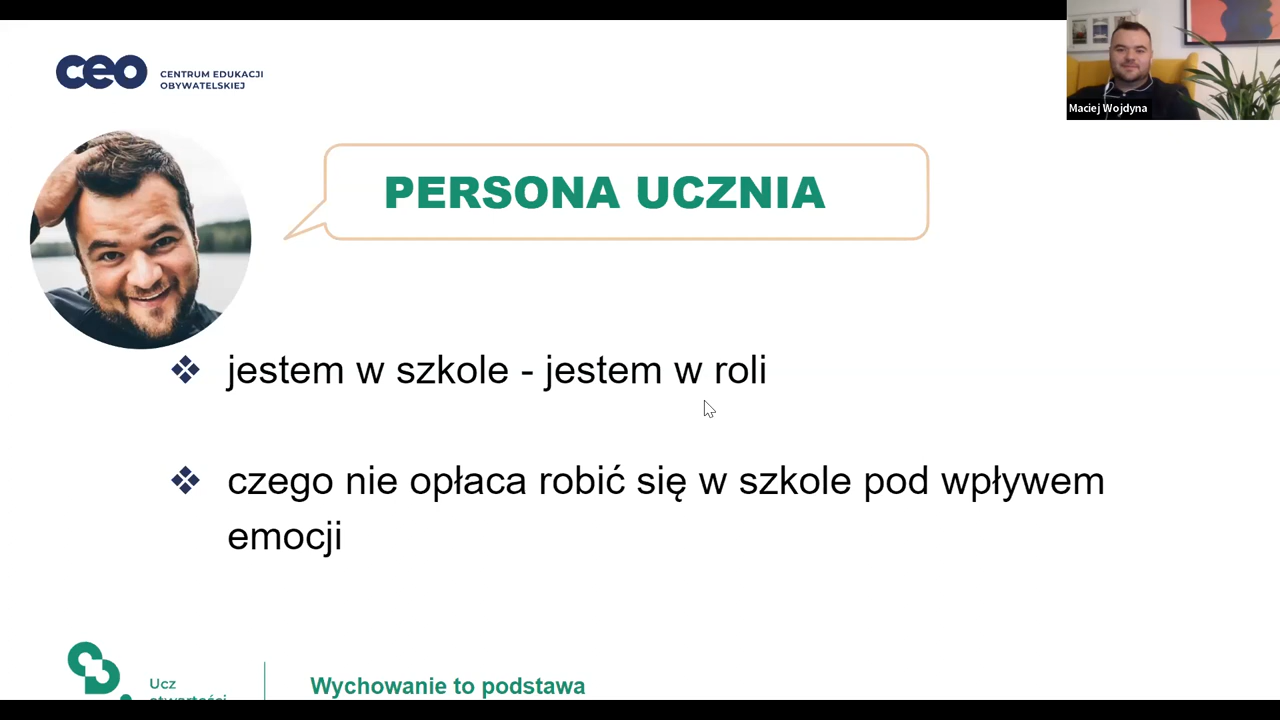 ceo
CENTRUM EDUKACJI
OBYWATELSKIEJ
Maciej Wojdyna
PERSONA UCZNIA
jestem w szkole - jestem w roli
czego nie opłaca robić się w szkole pod wpływem
emocji
Ucz
otwartości
Wychowanie to podstawa